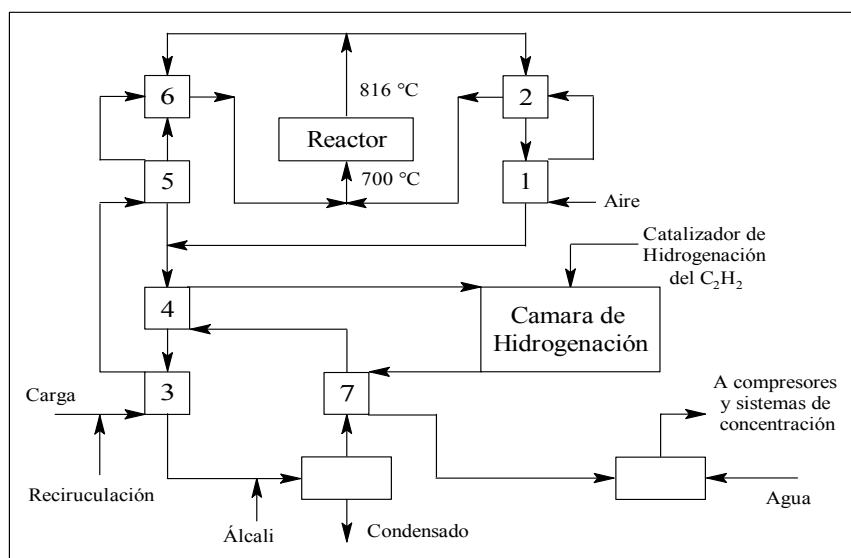 816 °C
6
2
Reactor
5
700 °C
1
Aire
Catalizador de
Hidrogenación
del C₂H₂
4
Camara de
Hidrogenación
3
7
Carga
A compresores
y sistemas de
concentración
Reciruculación
Álcali
Condensado
Agua